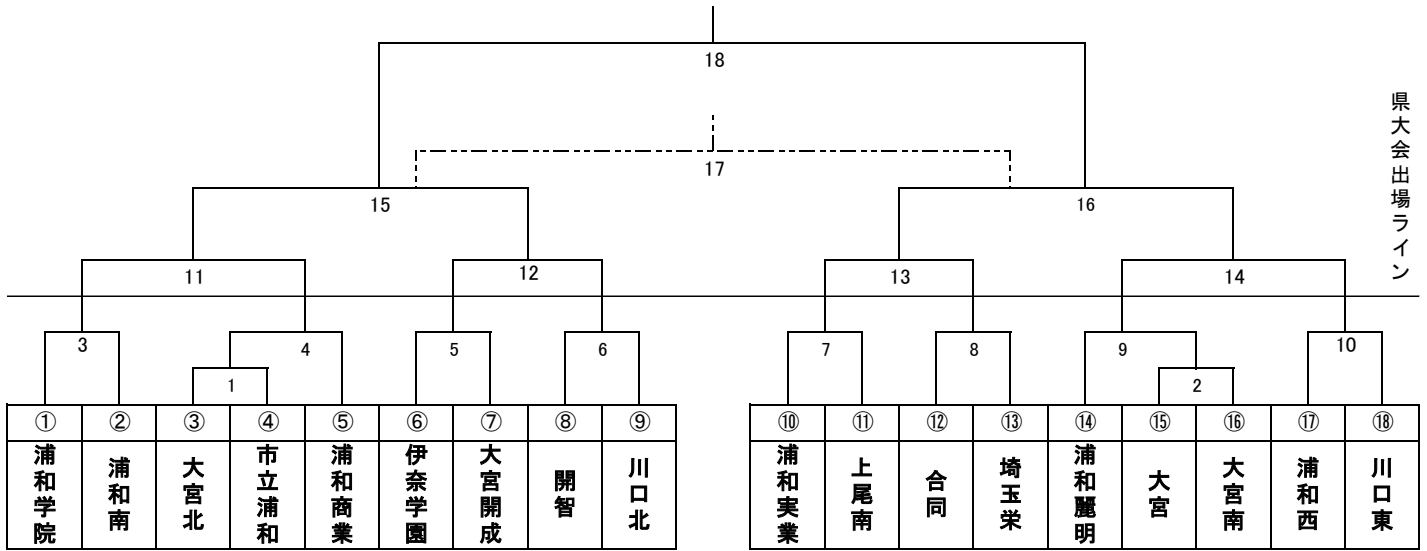 18
県大会出場ライン
17
15
16
11
12
13
14
3
4
5
6
7
8
9
10
1
2
① ② ③ ④ ⑤ ⑥ ⑦ ⑧ ⑨ ⑩ ⑪ ⑫ ⑬ ⑭ ⑮ ⑯ ⑰ ⑱
浦和学院
浦和南
大宮北
市立浦和
浦和商業
伊奈学園
大宮開成
開智
川口北
浦和実業
上尾南
合同
埼玉栄
浦和麗明
大宮
大宮南
浦和西
川口東